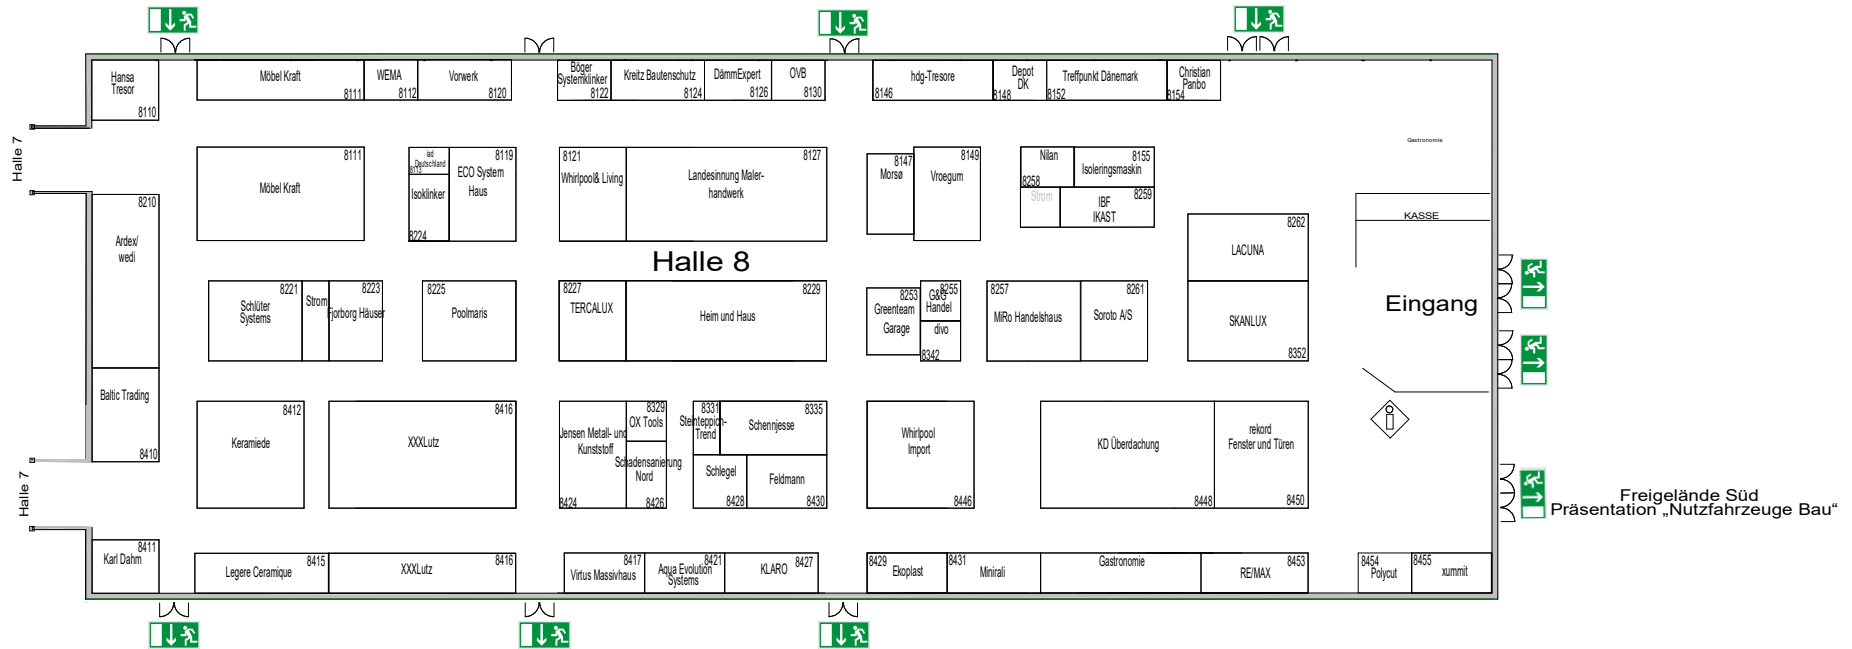 Hansa
Tresor
8110
Möbel Kraft
8111
WEMA
8112
Vorwerk
8120
Böger
Systemklinker
8122
Kreitz Bautenschutz
8124
DämmExpert
8126
OVB
8130
hdg-Tresore
8146
Depot
DK
8148
Treffpunkt Dänemark
8152
Christian
Panbo
8154
Halle 7
Möbel Kraft
8111
iad
Deutschland
8113
Isoklinker
8224
8119
ECO System
Haus
8121
Whirlpool& Living
8127
Landesinnung Maler-
handwerk
8147
Morsø
8149
Vroegum
Nilan
8258
8155
Isoleringsmaskin
Strom
8259
IBF
IKAST
Gastronomie
KASSE
8210
Ardex/
wedi
8262
LACUNA
Halle 8
8221
Schlüter
Systems
Strom
8223
Fjorborg Häuser
8225
Poolmaris
8227
TERCALUX
8229
Heim und Haus
8253
Greenteam
Garage
8255
G&G
Handel
divo
8342
8257
MiRo Handelshaus
8261
Soroto A/S
SKANLUX
8352
Eingang
Baltic Trading
8410
8412
Keramiede
8416
XXXLutz
Jensen Metall- und
Kunststoff
8424
8329
OX Tools
Schadensanierung
Nord
8426
8331
Steinteppich-
Trend
8335
Schennjesse
Schlegel
8428
Feldmann
8430
Whirlpool
Import
8446
KD Überdachung
8448
rekord
Fenster und Türen
8450
i
Halle 7
Freigelände Süd
Präsentation „Nutzfahrzeuge Bau“
8411
Karl Dahm
8415
Legere Ceramique
8416
XXXLutz
8417
Virtus Massivhaus
8421
Aqua Evolution
Systems
8427
KLARO
8429
Ekoplast
8431
Minirali
Gastronomie
8453
RE/MAX
8454
Polycut
8455
xummit